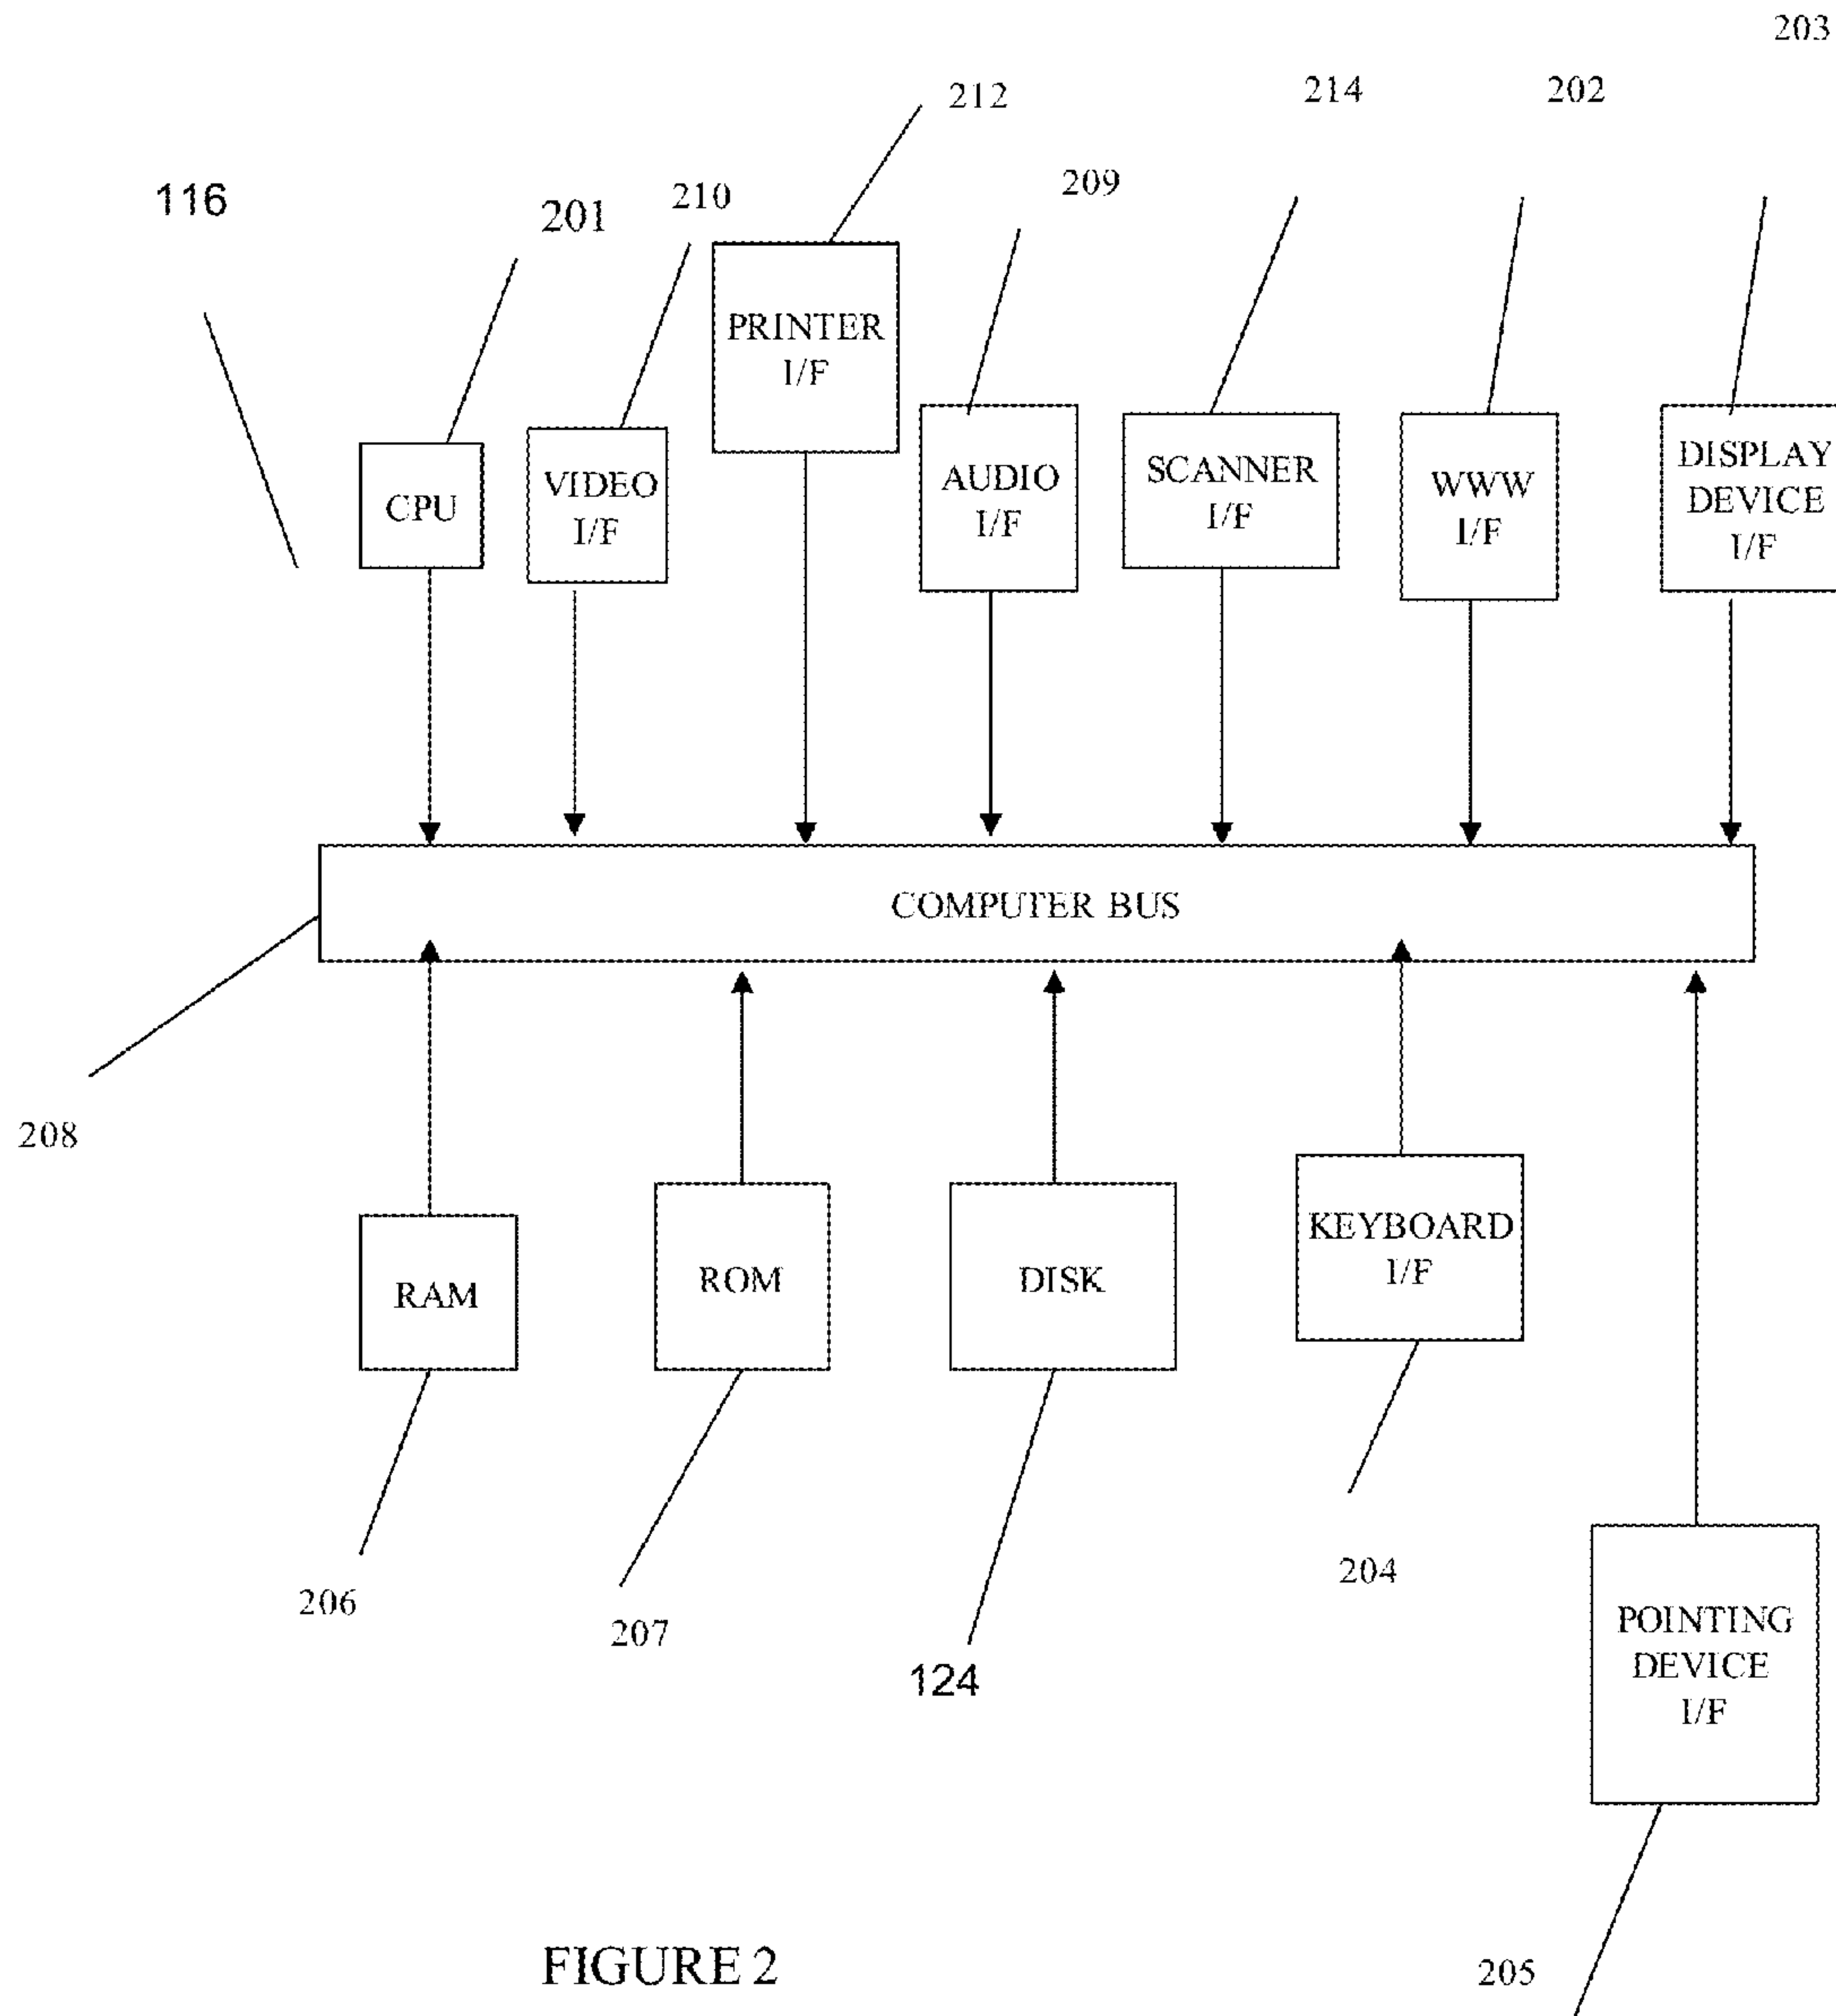 203
212
214
202
116
201
210
209
PRINTER
I/F
CPU
VIDEO
I/F
AUDIO
I/F
SCANNER
I/F
WWW
I/F
DISPLAY
DEVICE
I/F
COMPUTER BUS
208
RAM
ROM
DISK
KEYBOARD
I/F
206
207
124
204
POINTING
DEVICE
I/F
FIGURE 2
205